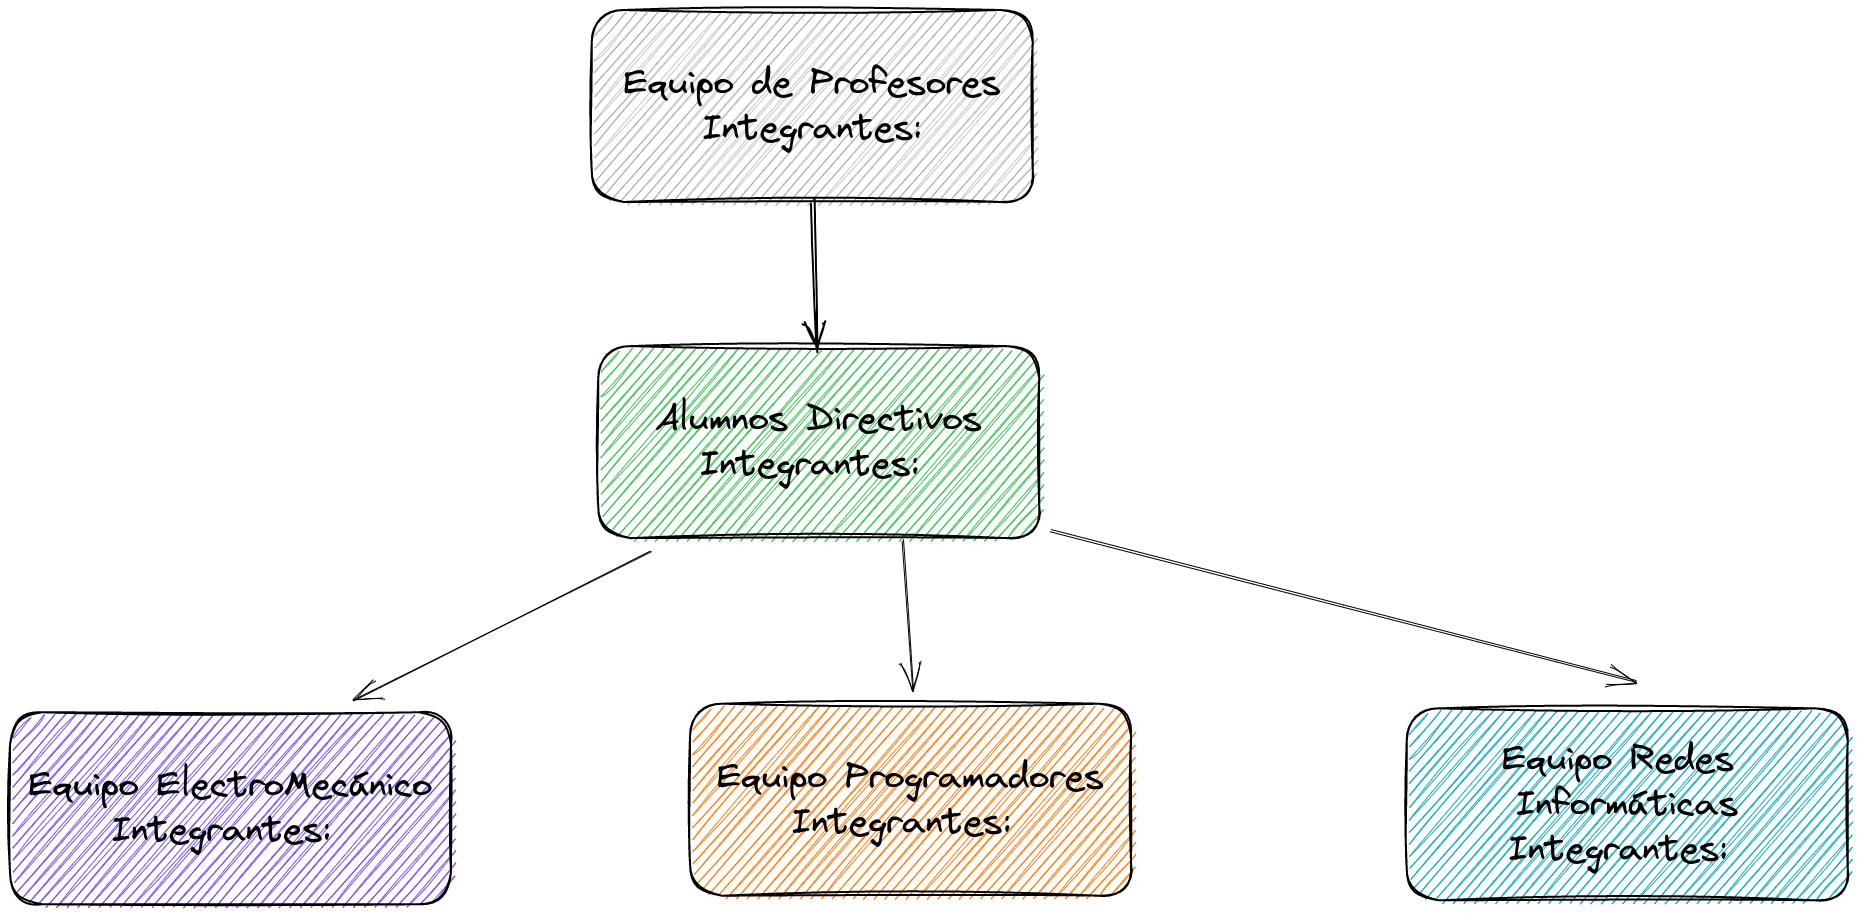 Equipo de Profesores
Integrantes:
Alumnos Directivos
Integrantes:
Equipo ElectroMecánico
Integrantes:
Equipo Programadores
Integrantes:
Equipo Redes
Informáticas
Integrantes: